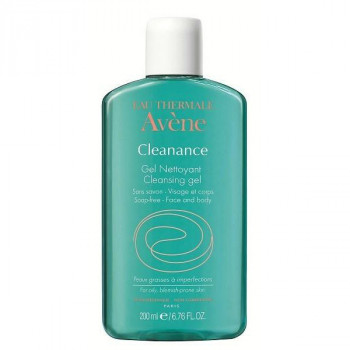 EAU THERMALE
Avène
Cleanance
Gel Nettoyant
Cleansing gel
Sans savon - Visage et corps
Soap-free - Face and body
Peaux grasses à imperfections
For oily, blemish-prone skin
PARIS
200 ml / 6.76 FL. OZ.